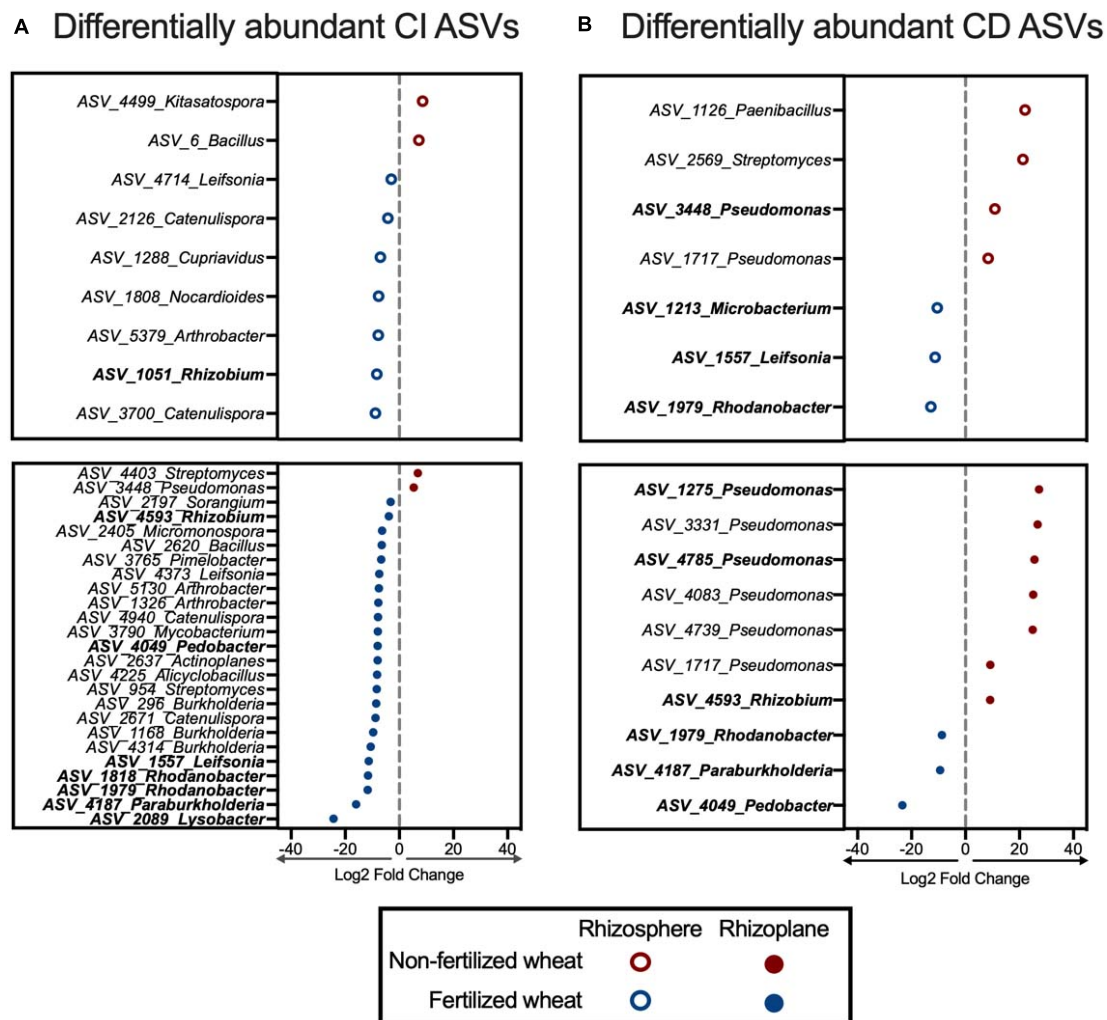 A Differentially abundant CI ASVs
ASV_4499_Kitasatospora
ASV_6_Bacillus
ASV_4714_Leifsonia
ASV_2126_Catenulispora
ASV_1288_Cupriavidus
ASV_1808_Nocardioides
ASV_5379_Arthrobacter
ASV_1051_Rhizobium
ASV_3700_Catenulispora
ASV_4403_Streptomyces
ASV_3448_Pseudomonas
ASV_2197_Sorangium
ASV_4593_Rhizobium
ASV_2405_Micromonospora
ASV_2620_Bacillus
ASV_3765_Pimelobacter
ASV_4373_Leifsonia
ASV_5130_Arthrobacter
ASV_1326_Arthrobacter
ASV_4940_Catenulispora
ASV_3790_Mycobacterium
ASV_4049_Pedobacter
ASV_2637_Actinoplanes
ASV_4225_Alicyclobacillus
ASV_954_Streptomyces
ASV_296_Burkholderia
ASV_2671_Catenulispora
ASV_1168_Burkholderia
ASV_4314_Burkholderia
ASV_1557_Leifsonia
ASV_1818_Rhodanobacter
ASV_1979_Rhodanobacter
ASV_4187_Paraburkholderia
ASV_2089_Lysobacter
-40 -20 0 20 40
Log2 Fold Change
B Differentially abundant CD ASVs
ASV_1126_Paenibacillus
ASV_2569_Streptomyces
ASV_3448_Pseudomonas
ASV_1717_Pseudomonas
ASV_1213_Microbacterium
ASV_1557_Leifsonia
ASV_1979_Rhodanobacter
ASV_1275_Pseudomonas
ASV_3331_Pseudomonas
ASV_4785_Pseudomonas
ASV_4083_Pseudomonas
ASV_4739_Pseudomonas
ASV_1717_Pseudomonas
ASV_4593_Rhizobium
ASV_1979_Rhodanobacter
ASV_4187_Paraburkholderia
ASV_4049_Pedobacter
-40 -20 0 20 40
Log2 Fold Change
Rhizosphere Rhizoplane
Non-fertilized wheat
Fertilized wheat